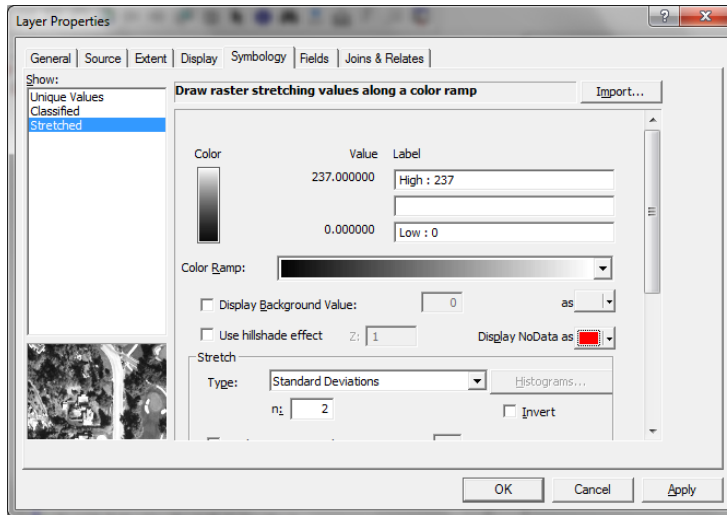 Layer Properties
General Source Extent Display Symbology Fields Joins & Relates
Show:
Unique Values
Classified
Stretched
Draw raster stretching values along a color ramp
Import...
Color Value Label
237.000000 High : 237
0.000000 Low : 0
Color Ramp:
Display Background Value: 0 as
Use hillshade effect Z: 1 Display NoData as
Stretch
Type: Standard Deviations Histograms...
n: 2 Invert
OK Cancel Apply